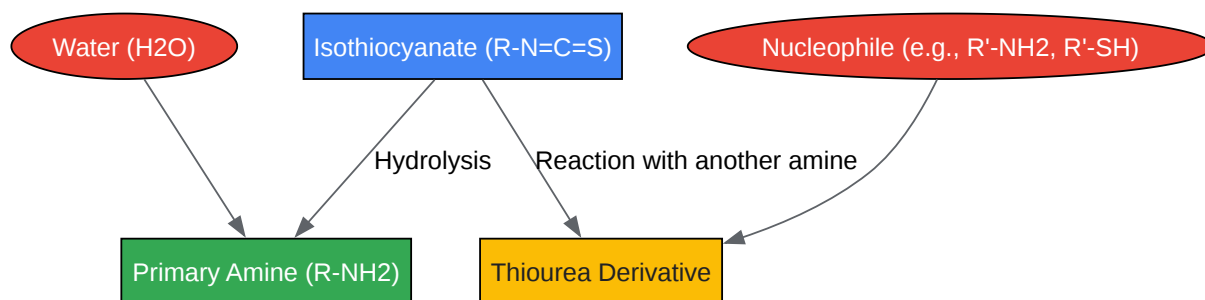 Water (H2O)
Isothiocyanate (R-N=C=S)
Nucleophile (e.g., R'-NH2, R'-SH)
Hydrolysis
Reaction with another amine
Primary Amine (R-NH2)
Thiourea Derivative